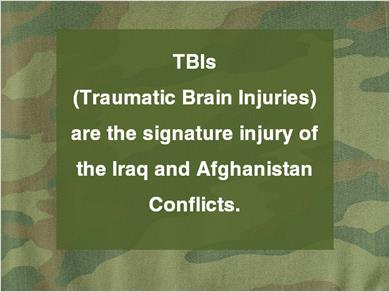 TBIs
(Traumatic Brain Injuries)
are the signature injury of
the Iraq and Afghanistan
Conflicts.